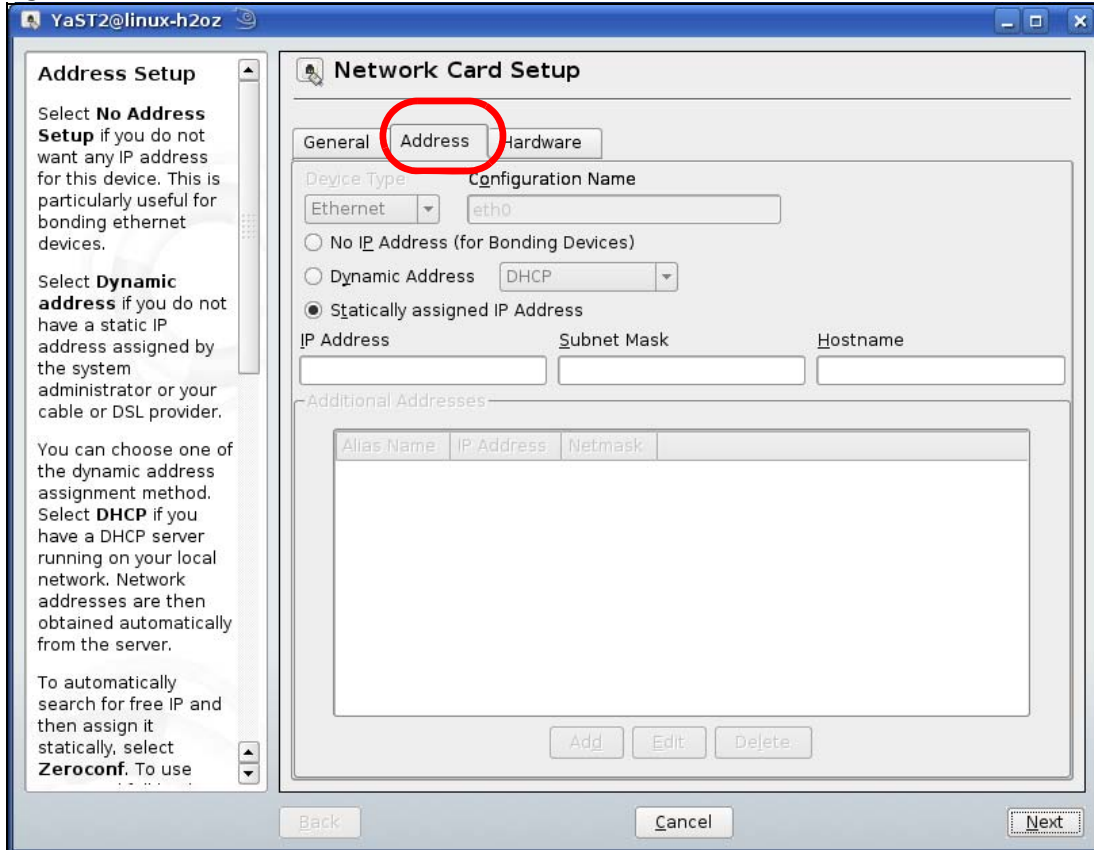 YaST2@linux-h2oz
Address Setup
Select No Address
Setup if you do not
want any IP address
for this device. This is
particularly useful for
bonding ethernet
devices.
Select Dynamic
address if you do not
have a static IP
address assigned by
the system
administrator or your
cable or DSL provider.
You can choose one of
the dynamic address
assignment method.
Select DHCP if you
have a DHCP server
running on your local
network. Network
addresses are then
obtained automatically
from the server.
To automatically
search for free IP and
then assign it
statically, select
Zeroconf. To use
Network Card Setup
General Address Hardware
Device Type Configuration Name
Ethernet eth0
No IP Address (for Bonding Devices)
Dynamic Address DHCP
Statically assigned IP Address
IP Address Subnet Mask Hostname
Additional Addresses
Alias Name IP Address Netmask
Add Edit Delete
Back Cancel Next